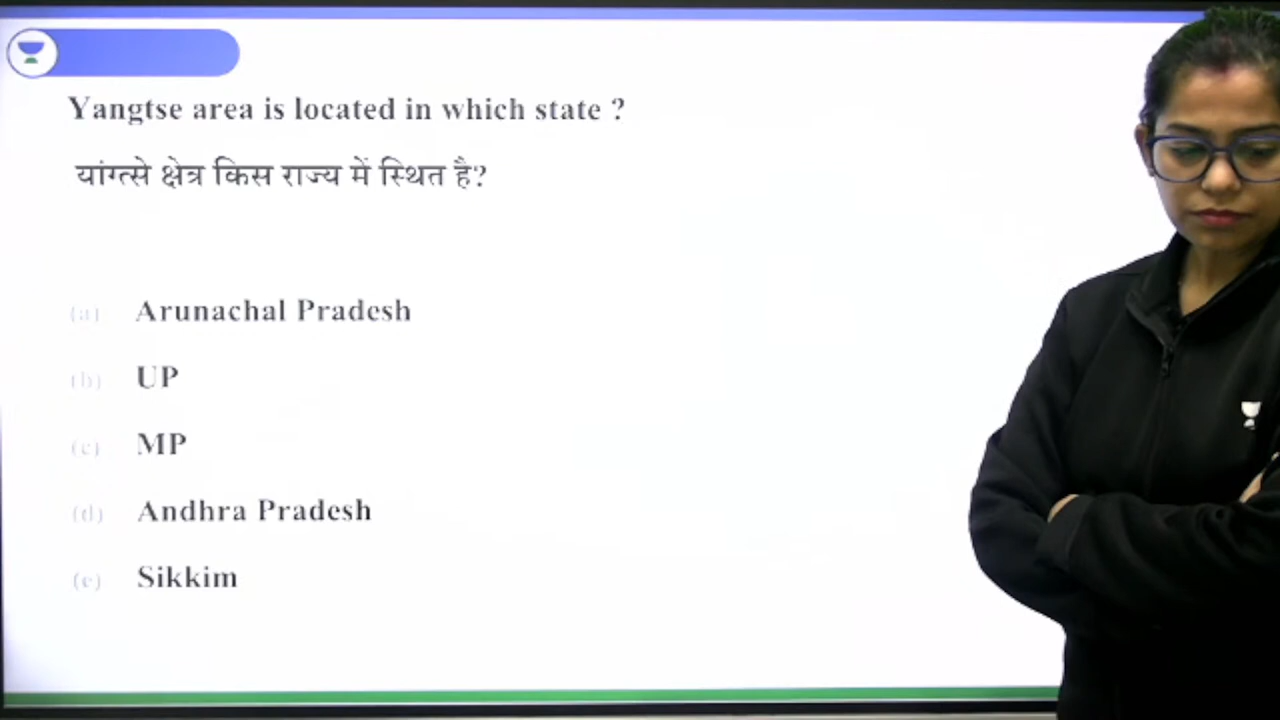 Yangtse area is located in which state ?
यांग्त्से क्षेत्र किस राज्य में स्थित है?
(a) Arunachal Pradesh
(b) UP
(c) MP
(d) Andhra Pradesh
(e) Sikkim